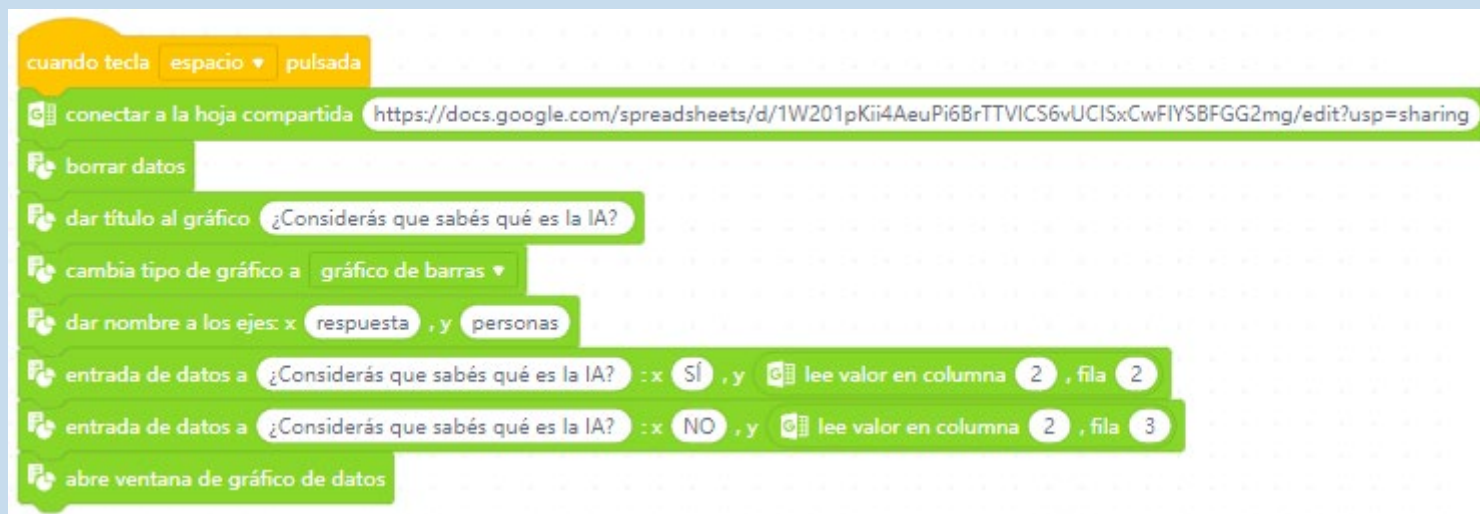 cuando tecla espacio pulsada
conectar a la hoja compartida https://docs.google.com/spreadsheets/d/1W201pKii4AeuPi6BrTTVICS6vUCISxCwFIYSBFGG2mg/edit?usp=sharing
borrar datos
dar título al gráfico ¿Considerás que sabés qué es la IA?
cambia tipo de gráfico a gráfico de barras
dar nombre a los ejes: x respuesta , y personas
entrada de datos a ¿Considerás que sabés qué es la IA? : x SÍ , y lee valor en columna 2 , fila 2
entrada de datos a ¿Considerás que sabés qué es la IA? : x NO , y lee valor en columna 2 , fila 3
abre ventana de gráfico de datos